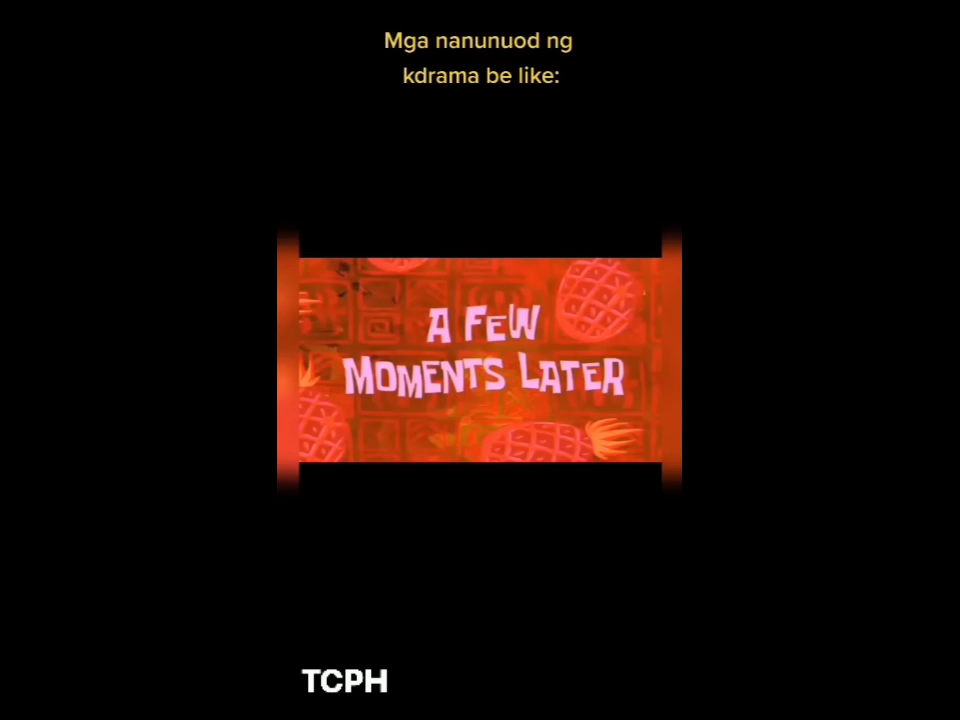 Mga nanunuod ng
kdrama be like:
A FEW
MOMENTS LATER
TCPH